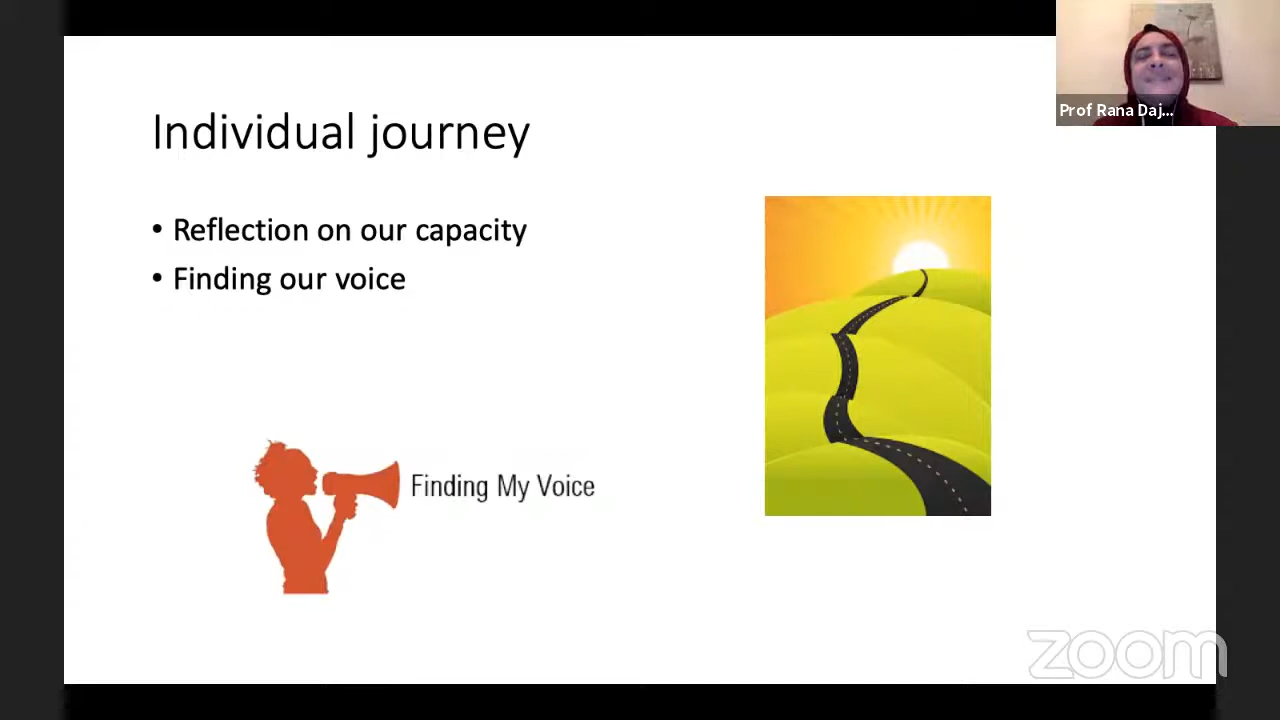 Individual journey
• Reflection on our capacity
• Finding our voice
Finding My Voice
Prof Rana Daj...
zoom